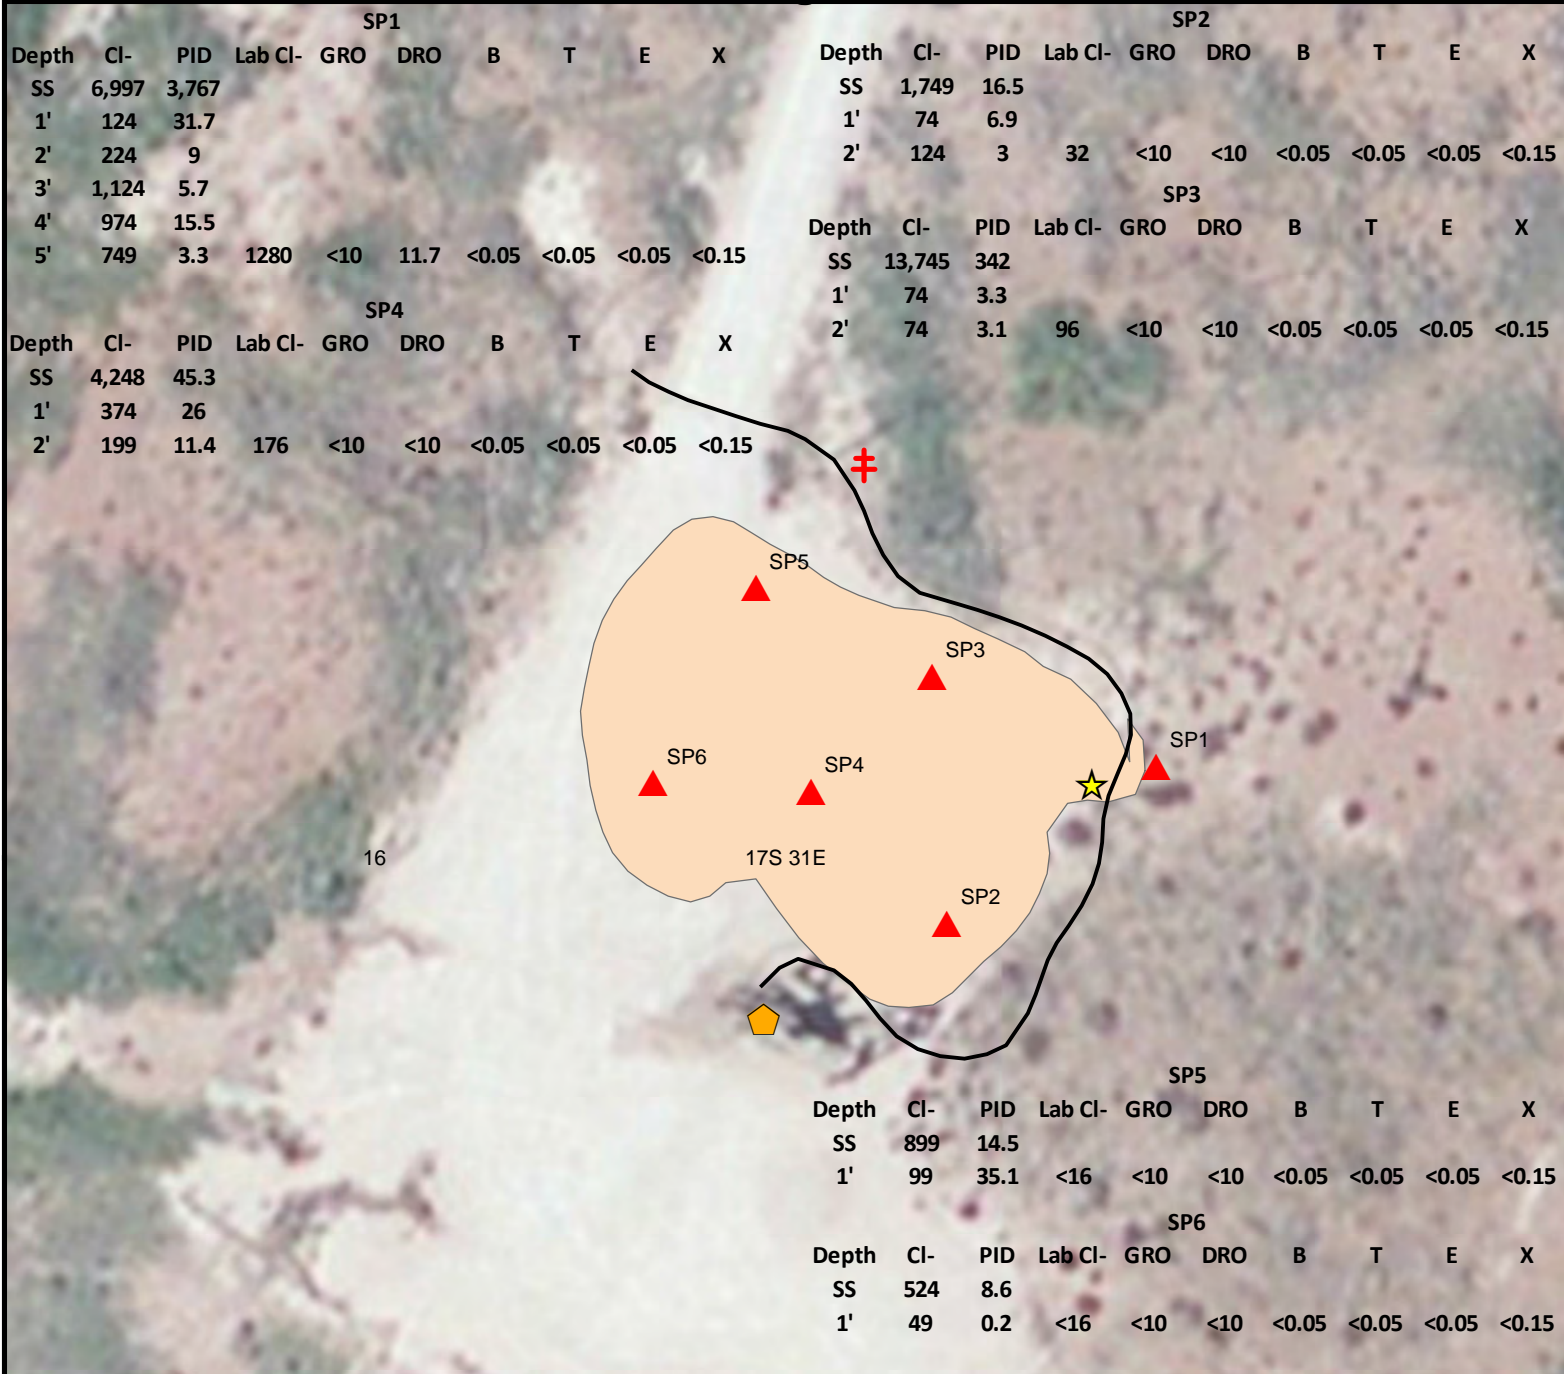 SP1
Depth Cl- PID Lab Cl- GRO DRO B T E X
SS 6,997 3,767
1' 124 31.7
2' 224 9
3' 1,124 5.7
4' 974 15.5
5' 749 3.3 1280 <10 11.7 <0.05 <0.05 <0.05 <0.15
SP2
Depth Cl- PID Lab Cl- GRO DRO B T E X
SS 1,749 16.5
1' 74 6.9
2' 124 3 32 <10 <10 <0.05 <0.05 <0.05 <0.15
SP3
Depth Cl- PID Lab Cl- GRO DRO B T E X
SS 13,745 342
1' 74 3.3
2' 74 3.1 96 <10 <10 <0.05 <0.05 <0.05 <0.15
SP4
Depth Cl- PID Lab Cl- GRO DRO B T E X
SS 4,248 45.3
1' 374 26
2' 199 11.4 176 <10 <10 <0.05 <0.05 <0.05 <0.15
SP5
SP3
SP1
SP6
SP4
16
17S 31E
SP2
SP5
Depth Cl- PID Lab Cl- GRO DRO B T E X
SS 899 14.5
1' 99 35.1 <16 <10 <10 <0.05 <0.05 <0.05 <0.15
SP6
Depth Cl- PID Lab Cl- GRO DRO B T E X
SS 524 8.6
1' 49 0.2 <16 <10 <10 <0.05 <0.05 <0.05 <0.15